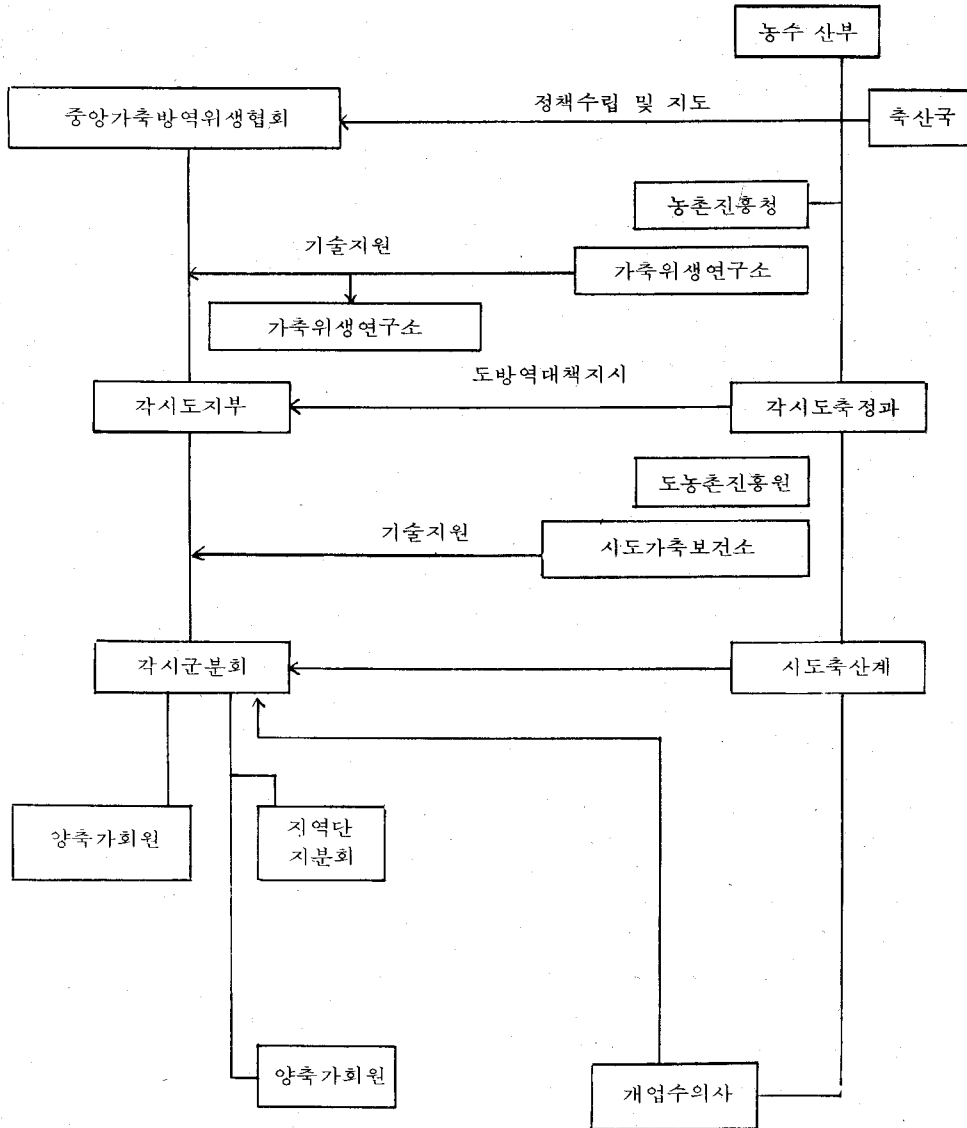 농수 산부
정책수립 및 지도
중앙가축방역위생협회
축산국
농촌진흥청
기술지원
가축위생연구소
가축위생연구소
도방역대책지시
각시도지부
각시도축정과
도농촌진흥원
기술지원
시도가축보건소
각시군분회
시도축산계
양축가회원
지역단
지분회
양축가회원
개업수의사